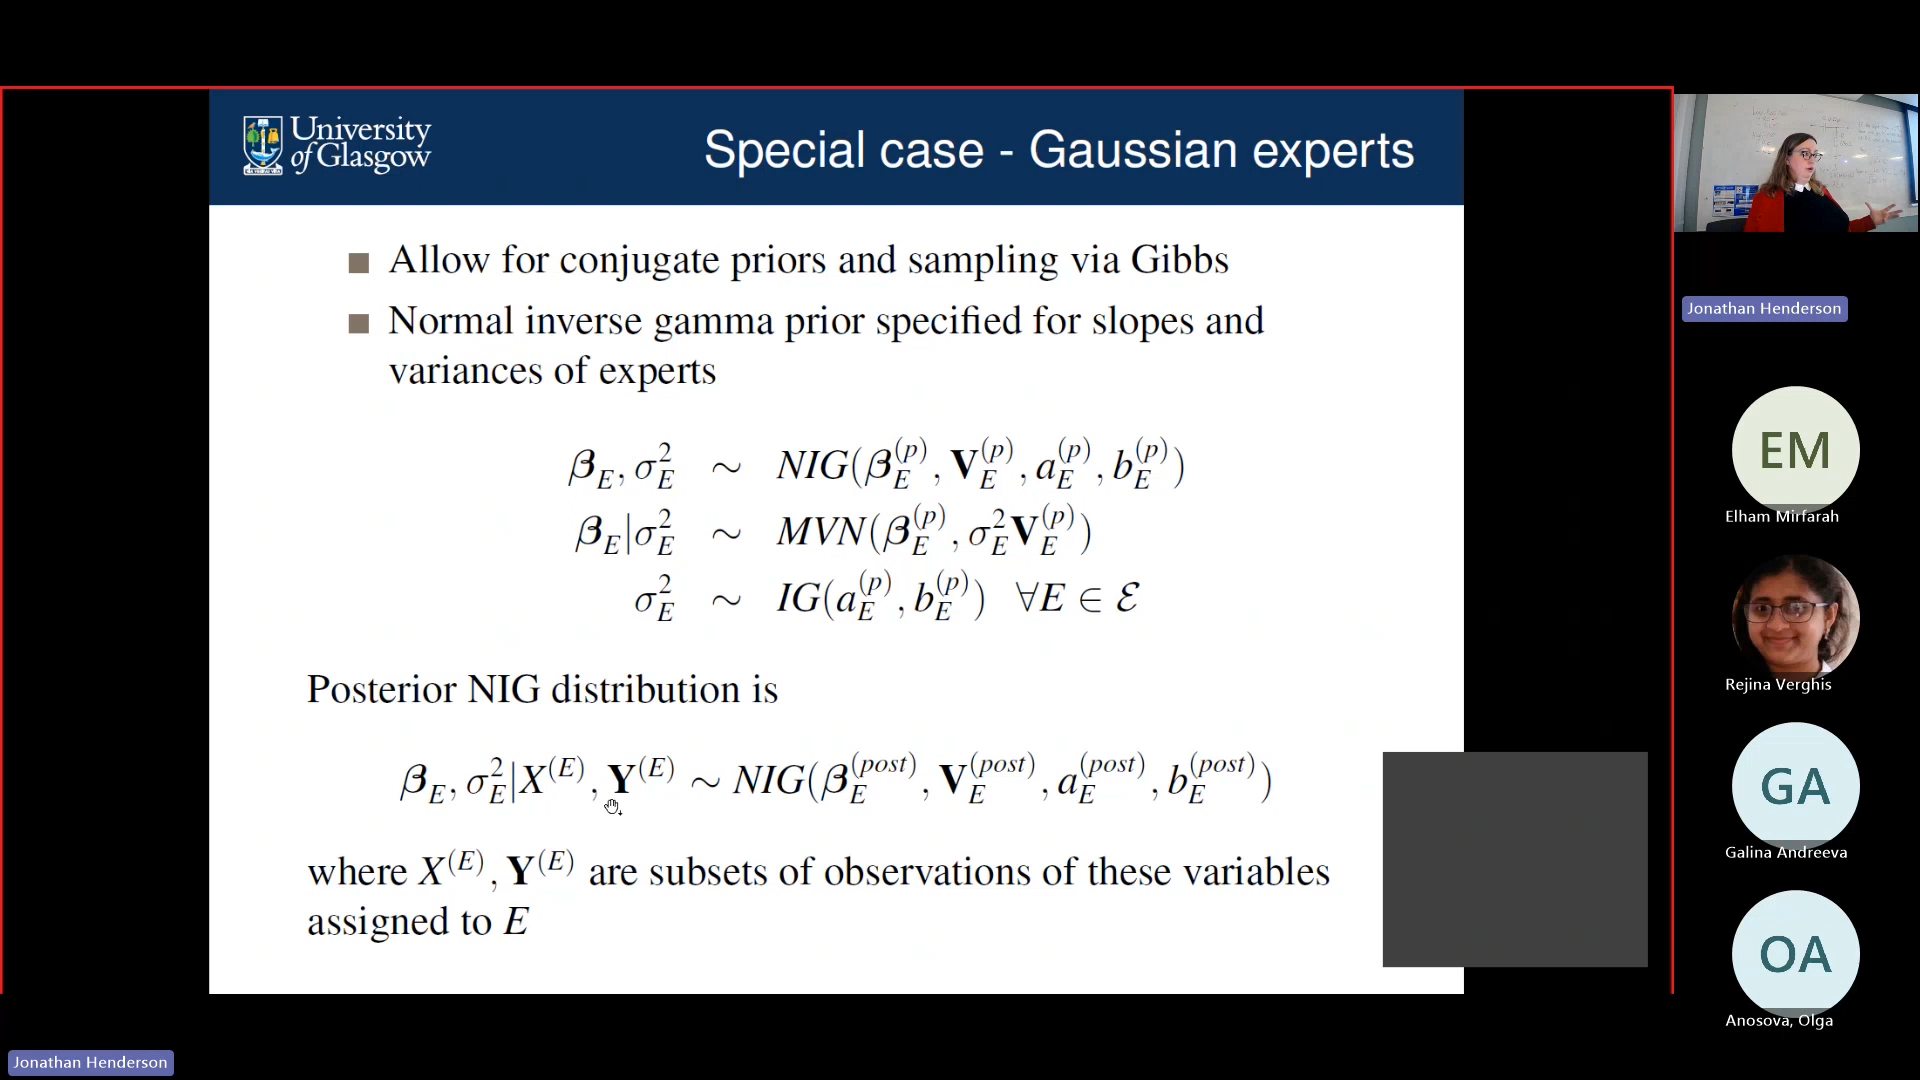 University
of Glasgow
Special case - Gaussian experts
Allow for conjugate priors and sampling via Gibbs
Normal inverse gamma prior specified for slopes and
variances of experts
β_E, σ²_E ~ NIG(β_E^(p), V_E^(p), a_E^(p), b_E^(p))
β_E|σ²_E ~ MVN(β_E^(p), σ²_E V_E^(p))
σ²_E ~ IG(a_E^(p), b_E^(p)) ∀E ∈ ℰ
Posterior NIG distribution is
β_E, σ²_E|X^(E), Y^(E) ~ NIG(β_E^(post), V_E^(post), a_E^(post), b_E^(post))
where X^(E), Y^(E) are subsets of observations of these variables
assigned to E
Jonathan Henderson
EM
Elham Mirfarah
Rejina Verghis
GA
Galina Andreeva
OA
Anosova, Olga
Jonathan Henderson